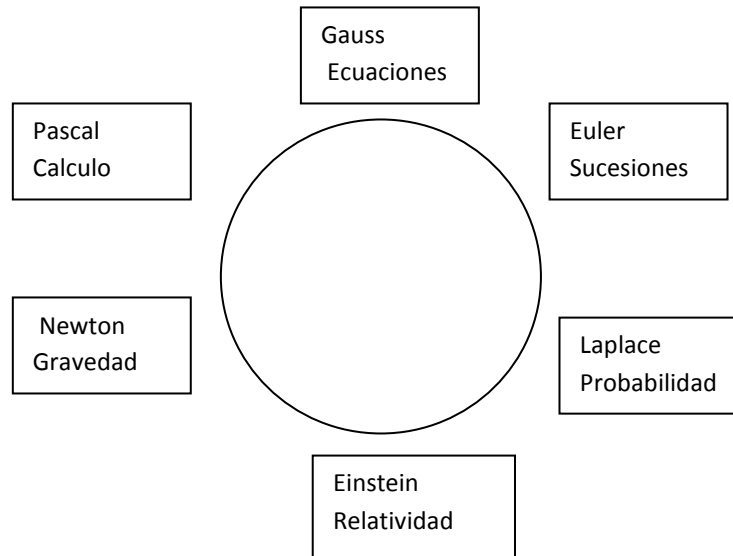 Gauss
Ecuaciones
Pascal
Calculo
Euler
Sucesiones
Newton
Gravedad
Laplace
Probabilidad
Einstein
Relatividad